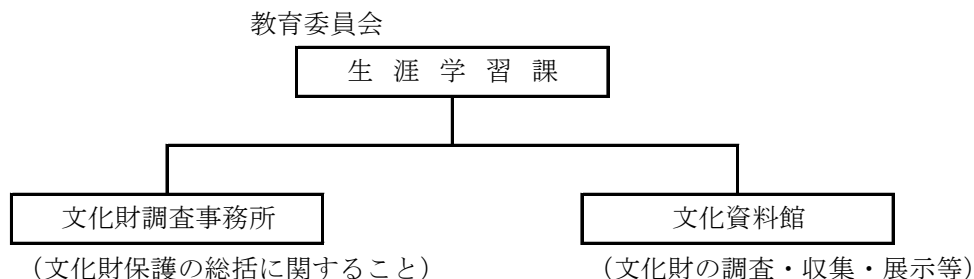 教育委員会
生涯学習課
文化財調査事務所
文化資料館
（文化財保護の総括に関すること）
（文化財の調査・収集・展示等)